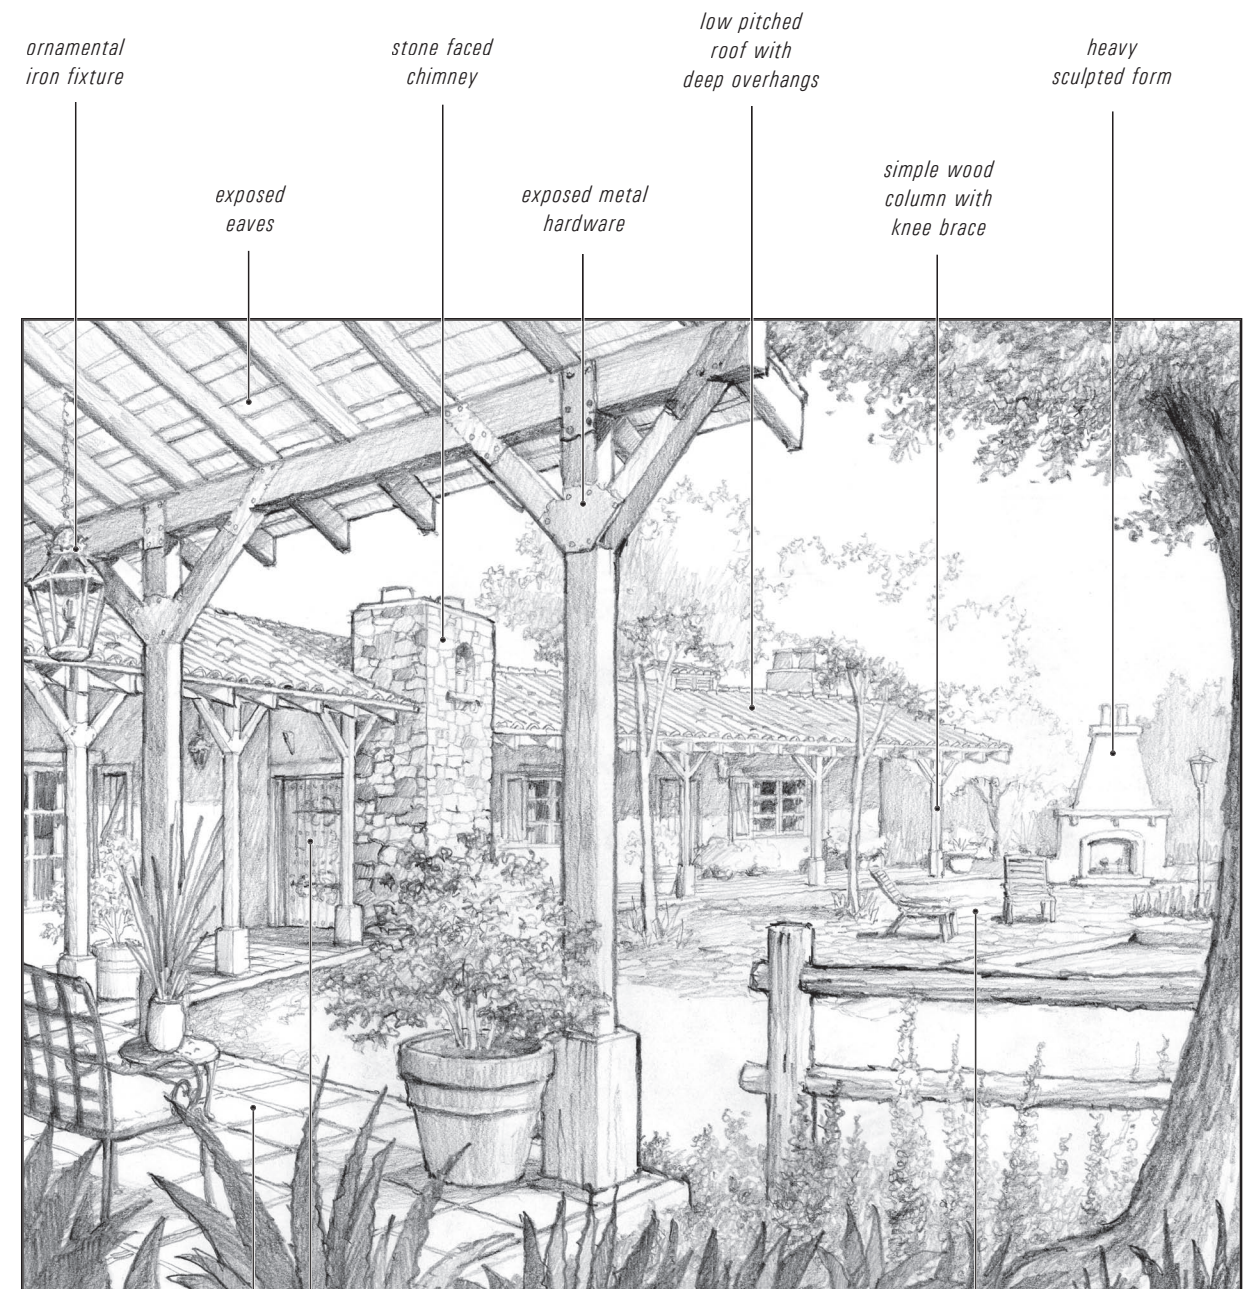 ornamental
iron fixture
stone faced
chimney
low pitched
roof with
deep overhangs
heavy
sculpted form
exposed
eaves
exposed metal
hardware
simple wood
column with
knee brace